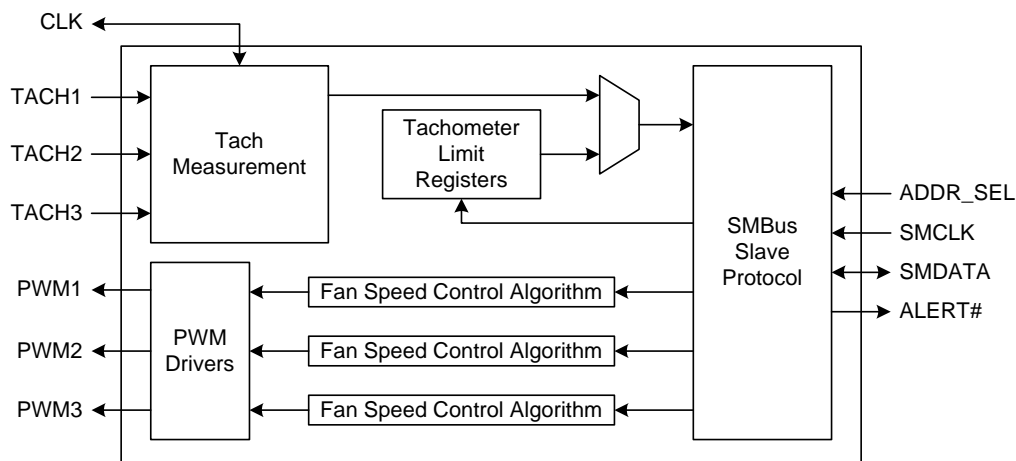 CLK
TACH1
TACH2
TACH3
Tach
Measurement
Tachometer
Limit
Registers
SMBus
Slave
Protocol
ADDR_SEL
SMCLK
SMDATA
ALERT#
PWM1
PWM2
PWM3
PWM
Drivers
Fan Speed Control Algorithm
Fan Speed Control Algorithm
Fan Speed Control Algorithm